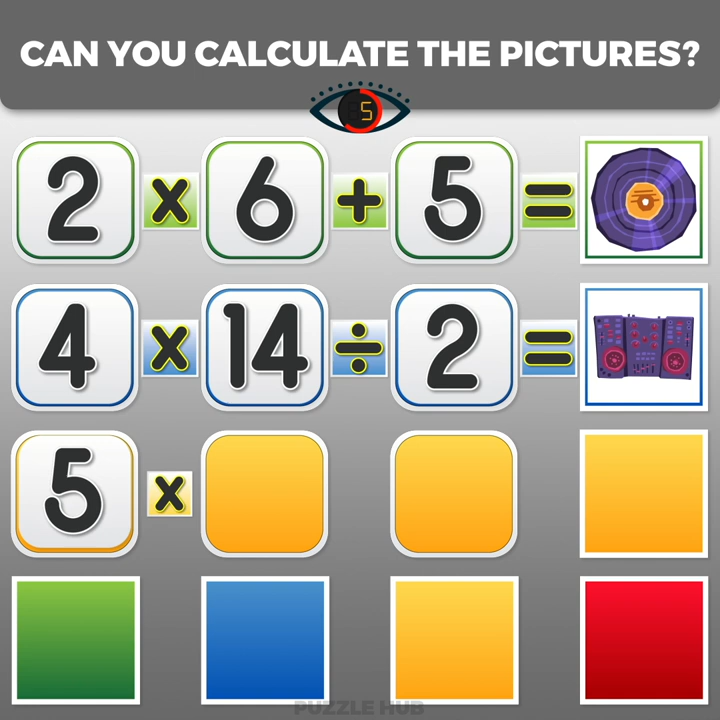 CAN YOU CALCULATE THE PICTURES?
5
2 x 6 + 5 =
4 x 14 ÷ 2 =
5 x
PUZZLE HUB